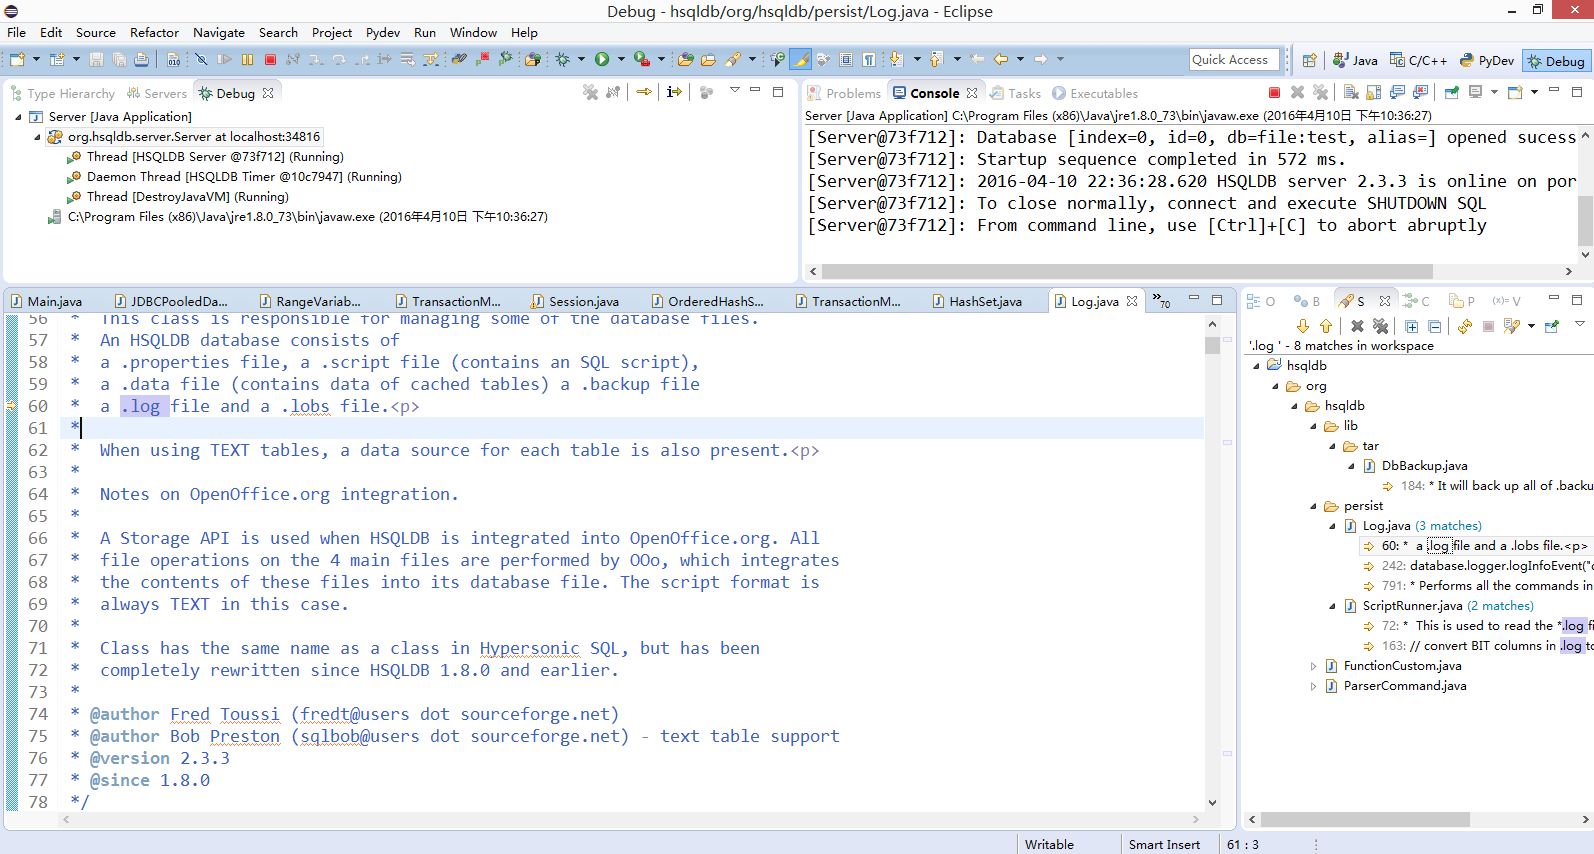 Debug - hsqldb/org/hsqldb/persist/Log.java - Eclipse
File Edit Source Refactor Navigate Search Project Pydev Run Window Help
Quick Access
Java
C/C++
PyDev
Debug
Type Hierarchy
Servers
Debug
Server [Java Application]
org.hsqldb.server.Server at localhost:34816
Thread [HSQLDB Server @73f712] (Running)
Daemon Thread [HSQLDB Timer @10c7947] (Running)
Thread [DestroyJavaVM] (Running)
C:\Program Files (x86)\Java\jre1.8.0_73\bin\javaw.exe (2016年4月10日 下午10:36:27)
Problems
Console
Tasks
Executables
Server [Java Application] C:\Program Files (x86)\Java\jre1.8.0_73\bin\javaw.exe (2016年4月10日 下午10:36:27)
[Server@73f712]: Database [index=0, id=0, db=file:test, alias=] opened sucess
[Server@73f712]: Startup sequence completed in 572 ms.
[Server@73f712]: 2016-04-10 22:36:28.620 HSQLDB server 2.3.3 is online on por
[Server@73f712]: To close normally, connect and execute SHUTDOWN SQL
[Server@73f712]: From command line, use [Ctrl]+[C] to abort abruptly
Main.java
JDBCPooledDa...
RangeVariab...
TransactionM...
Session.java
OrderedHashS...
TransactionM...
HashSet.java
Log.java
»70
56 * This class is responsible for managing some of the database files.
57 * An HSQLDB database consists of
58 * a .properties file, a .script file (contains an SQL script),
59 * a .data file (contains data of cached tables) a .backup file
60 * a .log file and a .lobs file.<p>
61 *
62 * When using TEXT tables, a data source for each table is also present.<p>
63 *
64 * Notes on OpenOffice.org integration.
65 *
66 * A Storage API is used when HSQLDB is integrated into OpenOffice.org. All
67 * file operations on the 4 main files are performed by OOo, which integrates
68 * the contents of these files into its database file. The script format is
69 * always TEXT in this case.
70 *
71 * Class has the same name as a class in Hypersonic SQL, but has been
72 * completely rewritten since HSQLDB 1.8.0 and earlier.
73 *
74 * @author Fred Toussi (fredt@users dot sourceforge.net)
75 * @author Bob Preston (sqlbob@users dot sourceforge.net) - text table support
76 * @version 2.3.3
77 * @since 1.8.0
78 */
O
B
S
C
P
(x)= V
'.log ' - 8 matches in workspace
hsqldb
org
hsqldb
lib
tar
DbBackup.java
184: * It will back up all of .backu
persist
Log.java (3 matches)
60: * a .log file and a .lobs file.<p>
242: database.logger.logInfoEvent("c
791: * Performs all the commands in
ScriptRunner.java (2 matches)
72: * This is used to read the *.log fi
163: // convert BIT columns in .log to
FunctionCustom.java
ParserCommand.java
Writable
Smart Insert
61 : 3